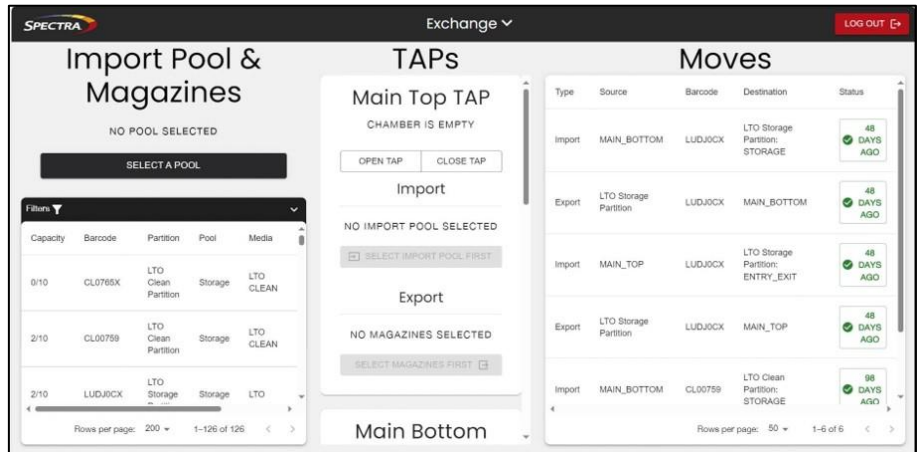 SPECTRA
Exchange
LOG OUT
Import Pool &
Magazines
NO POOL SELECTED
SELECT A POOL
Filters
Capacity Barcode Partition Pool Media
0/10 CL0765X LTO Clean Partition Storage LTO CLEAN
2/10 CL00759 LTO Clean Partition Storage LTO CLEAN
2/10 LUDJ0CX LTO Storage Storage LTO
Rows per page: 200 1–126 of 126
TAPs
Main Top TAP
CHAMBER IS EMPTY
OPEN TAP CLOSE TAP
Import
NO IMPORT POOL SELECTED
SELECT IMPORT POOL FIRST
Export
NO MAGAZINES SELECTED
SELECT MAGAZINES FIRST
Main Bottom
Moves
Type Source Barcode Destination Status
Import MAIN_BOTTOM LUDJ0CX LTO Storage Partition: STORAGE 48 DAYS AGO
Export LTO Storage Partition LUDJ0CX MAIN_BOTTOM 48 DAYS AGO
Import MAIN_TOP LUDJ0CX LTO Storage Partition: ENTRY_EXIT 48 DAYS AGO
Export LTO Storage Partition LUDJ0CX MAIN_TOP 48 DAYS AGO
Import MAIN_BOTTOM CL00759 LTO Clean Partition: STORAGE 98 DAYS AGO
Rows per page: 50 1–6 of 6